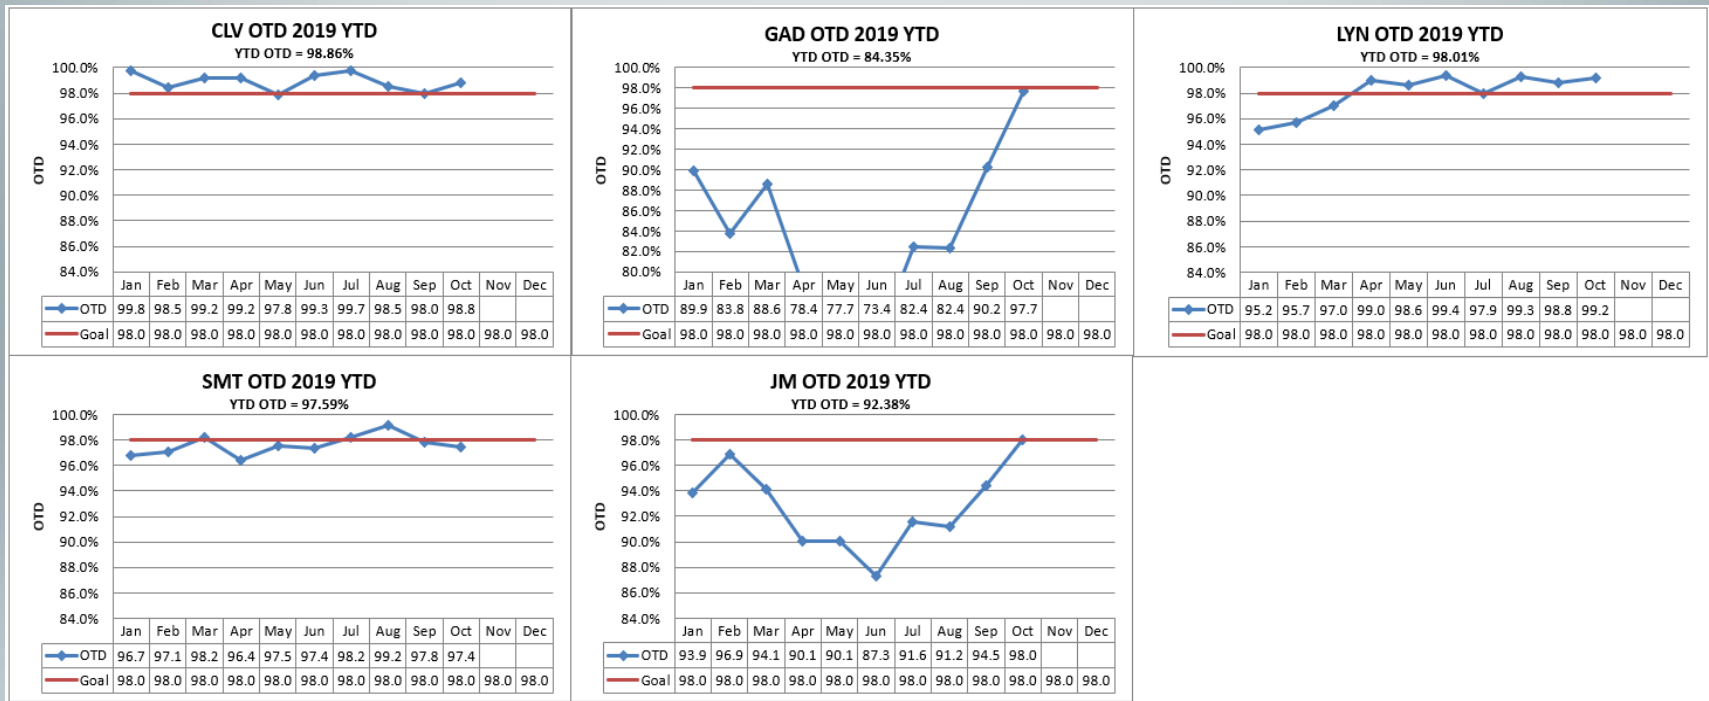 CLV OTD 2019 YTD
YTD OTD = 98.86%
100.0%
98.0%
96.0%
94.0%
92.0%
90.0%
88.0%
86.0%
84.0%
OTD
Jan Feb Mar Apr May Jun Jul Aug Sep Oct Nov Dec
OTD 99.8 98.5 99.2 99.2 97.8 99.3 99.7 98.5 98.0 98.8
Goal 98.0 98.0 98.0 98.0 98.0 98.0 98.0 98.0 98.0 98.0 98.0 98.0
GAD OTD 2019 YTD
YTD OTD = 84.35%
100.0%
98.0%
96.0%
94.0%
92.0%
90.0%
88.0%
86.0%
84.0%
82.0%
80.0%
OTD
Jan Feb Mar Apr May Jun Jul Aug Sep Oct Nov Dec
OTD 89.9 83.8 88.6 78.4 77.7 73.4 82.4 82.4 90.2 97.7
Goal 98.0 98.0 98.0 98.0 98.0 98.0 98.0 98.0 98.0 98.0 98.0 98.0
LYN OTD 2019 YTD
YTD OTD = 98.01%
100.0%
98.0%
96.0%
94.0%
92.0%
90.0%
88.0%
86.0%
84.0%
OTD
Jan Feb Mar Apr May Jun Jul Aug Sep Oct Nov Dec
OTD 95.2 95.7 97.0 99.0 98.6 99.4 97.9 99.3 98.8 99.2
Goal 98.0 98.0 98.0 98.0 98.0 98.0 98.0 98.0 98.0 98.0 98.0 98.0
SMT OTD 2019 YTD
YTD OTD = 97.59%
100.0%
98.0%
96.0%
94.0%
92.0%
90.0%
88.0%
86.0%
84.0%
OTD
Jan Feb Mar Apr May Jun Jul Aug Sep Oct Nov Dec
OTD 96.7 97.1 98.2 96.4 97.5 97.4 98.2 99.2 97.8 97.4
Goal 98.0 98.0 98.0 98.0 98.0 98.0 98.0 98.0 98.0 98.0 98.0 98.0
JM OTD 2019 YTD
YTD OTD = 92.38%
100.0%
98.0%
96.0%
94.0%
92.0%
90.0%
88.0%
86.0%
84.0%
OTD
Jan Feb Mar Apr May Jun Jul Aug Sep Oct Nov Dec
OTD 93.9 96.9 94.1 90.1 90.1 87.3 91.6 91.2 94.5 98.0
Goal 98.0 98.0 98.0 98.0 98.0 98.0 98.0 98.0 98.0 98.0 98.0 98.0